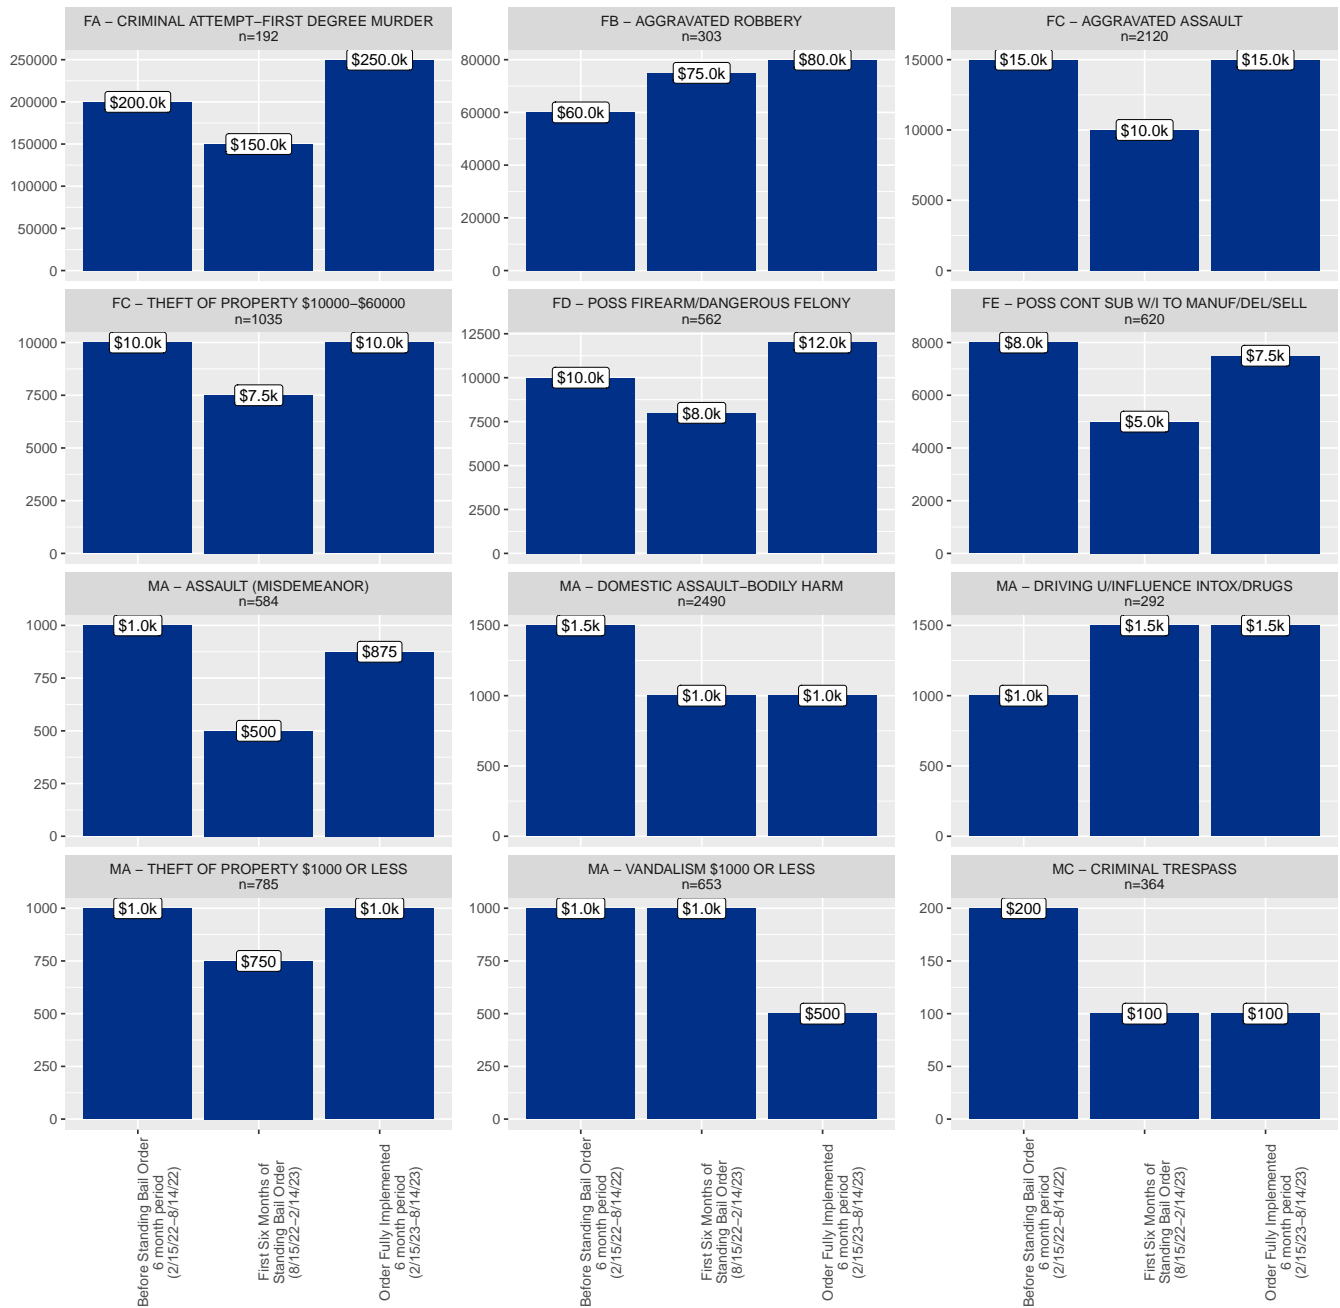 FA – CRIMINAL ATTEMPT–FIRST DEGREE MURDER
n=192
250000
200000
150000
100000
50000
0
$200.0k
$150.0k
$250.0k
FB – AGGRAVATED ROBBERY
n=303
80000
60000
40000
20000
0
$60.0k
$75.0k
$80.0k
FC – AGGRAVATED ASSAULT
n=2120
15000
10000
5000
0
$15.0k
$10.0k
$15.0k
FC – THEFT OF PROPERTY $10000–$60000
n=1035
10000
7500
5000
2500
0
$10.0k
$7.5k
$10.0k
FD – POSS FIREARM/DANGEROUS FELONY
n=562
12500
10000
7500
5000
2500
0
$10.0k
$8.0k
$12.0k
FE – POSS CONT SUB W/I TO MANUF/DEL/SELL
n=620
8000
6000
4000
2000
0
$8.0k
$5.0k
$7.5k
MA – ASSAULT (MISDEMEANOR)
n=584
1000
750
500
250
0
$1.0k
$500
$875
MA – DOMESTIC ASSAULT–BODILY HARM
n=2490
1500
1000
500
0
$1.5k
$1.0k
$1.0k
MA – DRIVING U/INFLUENCE INTOX/DRUGS
n=292
1500
1000
500
0
$1.0k
$1.5k
$1.5k
MA – THEFT OF PROPERTY $1000 OR LESS
n=785
1000
750
500
250
0
$1.0k
$750
$1.0k
MA – VANDALISM $1000 OR LESS
n=653
1000
750
500
250
0
$1.0k
$1.0k
$500
MC – CRIMINAL TRESPASS
n=364
200
150
100
50
0
$200
$100
$100
Before Standing Bail Order
6 month period
(2/15/22–8/14/22)
First Six Months of
Standing Bail Order
(8/15/22–2/14/23)
Order Fully Implemented
6 month period
(2/15/23–8/14/23)
Before Standing Bail Order
6 month period
(2/15/22–8/14/22)
First Six Months of
Standing Bail Order
(8/15/22–2/14/23)
Order Fully Implemented
6 month period
(2/15/23–8/14/23)
Before Standing Bail Order
6 month period
(2/15/22–8/14/22)
First Six Months of
Standing Bail Order
(8/15/22–2/14/23)
Order Fully Implemented
6 month period
(2/15/23–8/14/23)